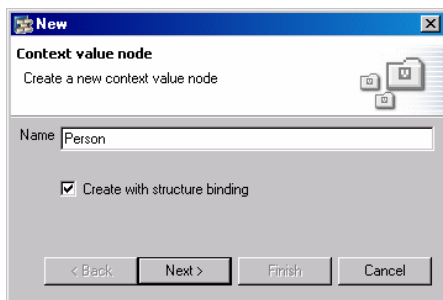 New
Context value node
Create a new context value node
Name Person
Create with structure binding
< Back Next > Finish Cancel